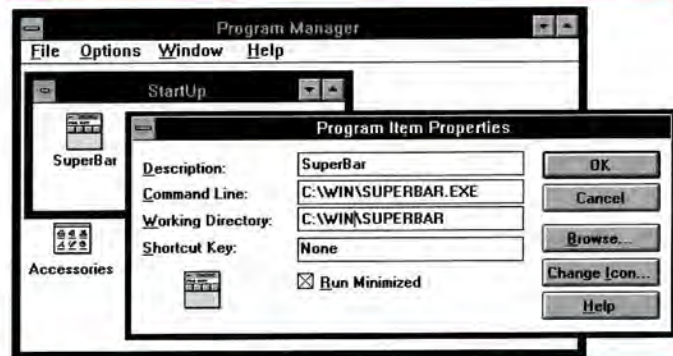 Program Manager
File Options Window Help
StartUp
SuperBar
Accessories
Program Item Properties
Description: SuperBar
Command Line: C:\WIN\SUPERBAR.EXE
Working Directory: C:\WIN\SUPERBAR
Shortcut Key: None
Run Minimized
OK
Cancel
Browse...
Change Icon...
Help